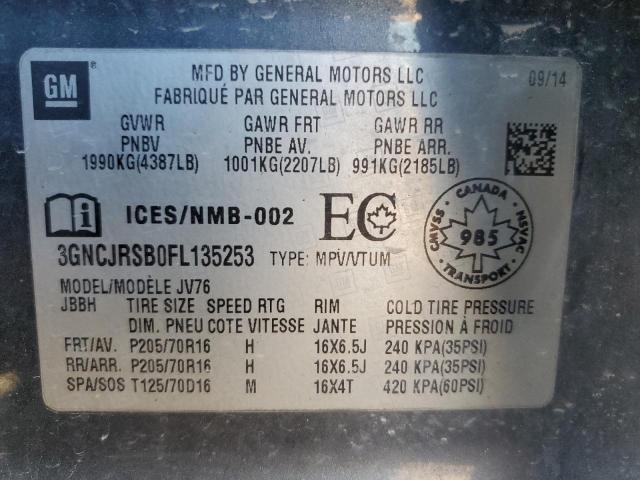 GM ®
MFD BY GENERAL MOTORS LLC 09/14
FABRIQUÉ PAR GENERAL MOTORS LLC
GVWR GAWR FRT GAWR RR
PNBV PNBE AV. PNBE ARR.
1990KG(4387LB) 1001KG(2207LB) 991KG(2185LB)
i ICES/NMB-002 EC
CANADA
CMVSS 985 NSVAC
TRANSPORT
3GNCJRSB0FL135253 TYPE: MPV/VTUM
MODEL/MODÈLE JV76
JBBH TIRE SIZE SPEED RTG RIM COLD TIRE PRESSURE
DIM. PNEU COTE VITESSE JANTE PRESSION À FROID
FRT/AV. P205/70R16 H 16X6.5J 240 KPA(35PSI)
RR/ARR. P205/70R16 H 16X6.5J 240 KPA(35PSI)
SPA/SOS T125/70D16 M 16X4T 420 KPA(60PSI)